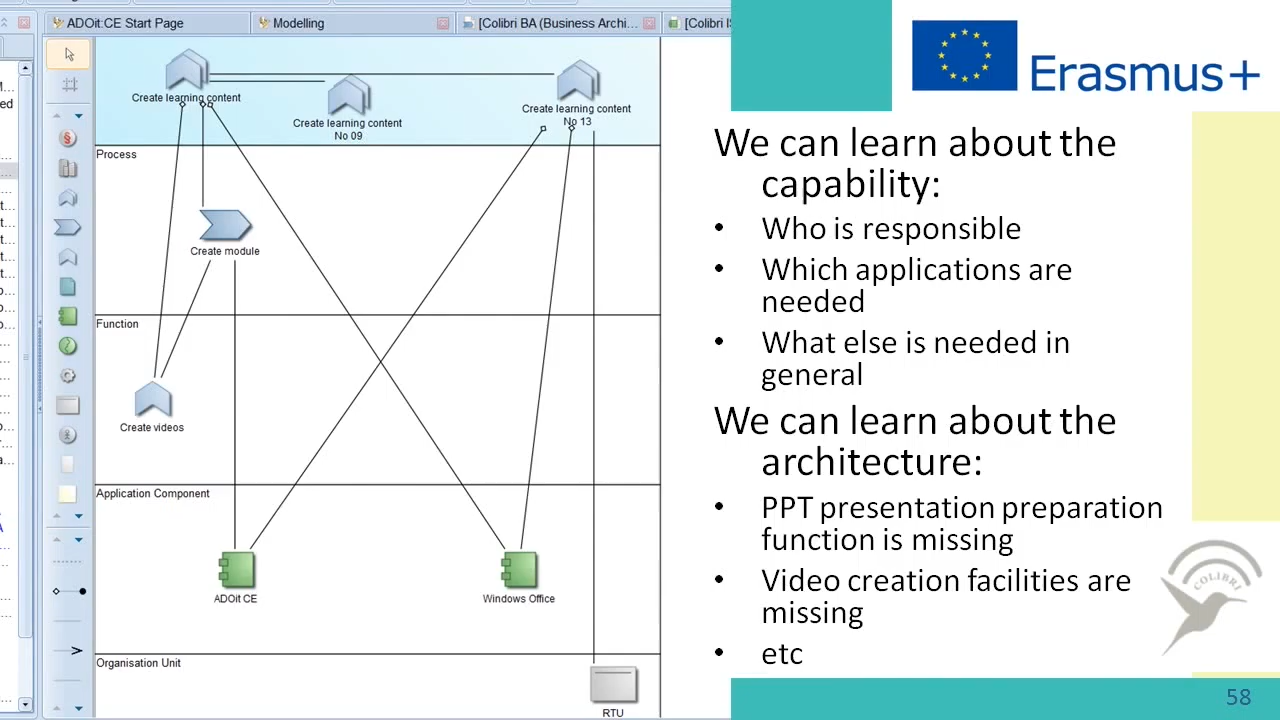 ADOit:CE Start Page
Modelling
[Colibri BA (Business Archi...
[Colibri I
Create learning content
Create learning content
No 09
Create learning content
No 13
Process
Create module
Function
Create videos
Application Component
ADOit CE
Windows Office
Organisation Unit
RTU
Erasmus+
We can learn about the
capability:
• Who is responsible
• Which applications are
needed
• What else is needed in
general
We can learn about the
architecture:
• PPT presentation preparation
function is missing
• Video creation facilities are
missing
• etc
COLIBRI
58